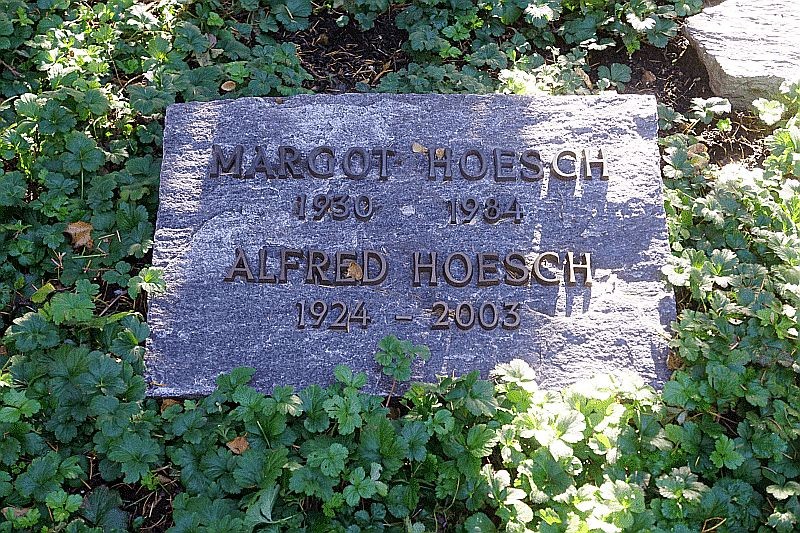 MARGOT HOESCH
1930 1984
ALFRED HOESCH
1924 - 2003